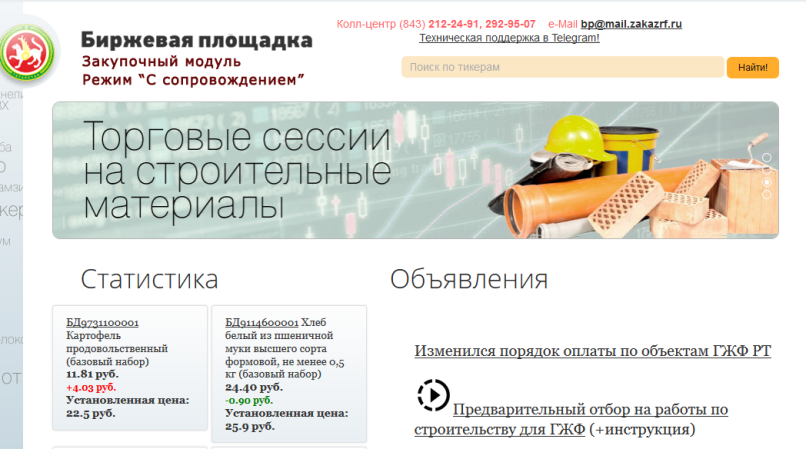 Колл-центр (843) 212-24-91, 292-95-07 e-Mail bp@mail.zakazrf.ru
Техническая поддержка в Telegram!
Биржевая площадка
Закупочный модуль
Режим “С сопровождением”
Поиск по тикерам
Найти!
Торговые сессии
на строительные
материалы
Статистика
БД9731100001
Картофель
продовольственный
(базовый набор)
11.81 руб.
+4.03 руб.
Установленная цена:
22.5 руб.
БД9114600001 Хлеб
белый из пшеничной
муки высшего сорта
формовой, не менее 0,5
кг (базовый набор)
24.40 руб.
-0.90 руб.
Установленная цена:
25.9 руб.
Объявления
Изменился порядок оплаты по объектам ГЖФ РТ
Предварительный отбор на работы по
строительству для ГЖФ (+инструкция)